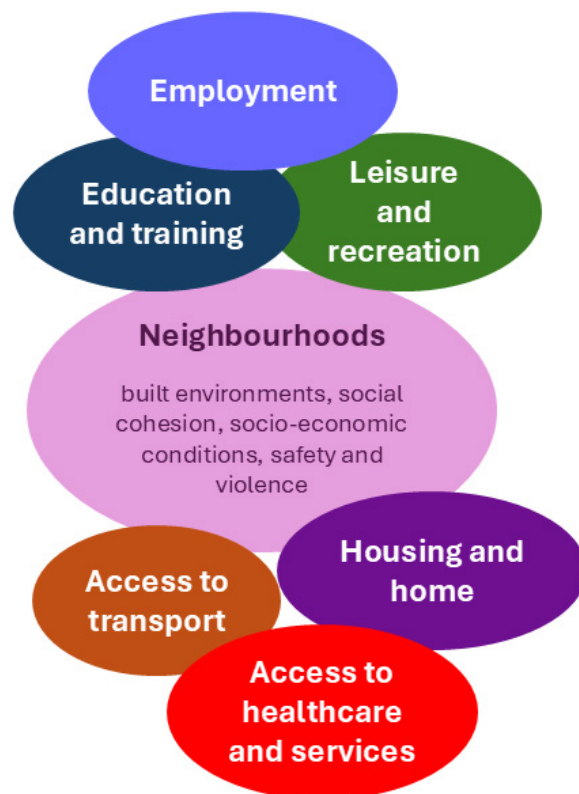 Employment
Education
and training
Leisure
and
recreation
Neighbourhoods
built environments, social
cohesion, socio-economic
conditions, safety and
violence
Housing and
home
Access to
transport
Access to
healthcare
and services